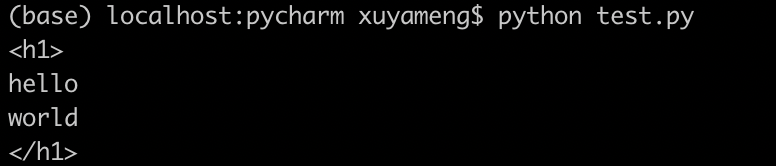 (base) localhost:pycharm xuyameng$ python test.py
<h1>
hello
world
</h1>